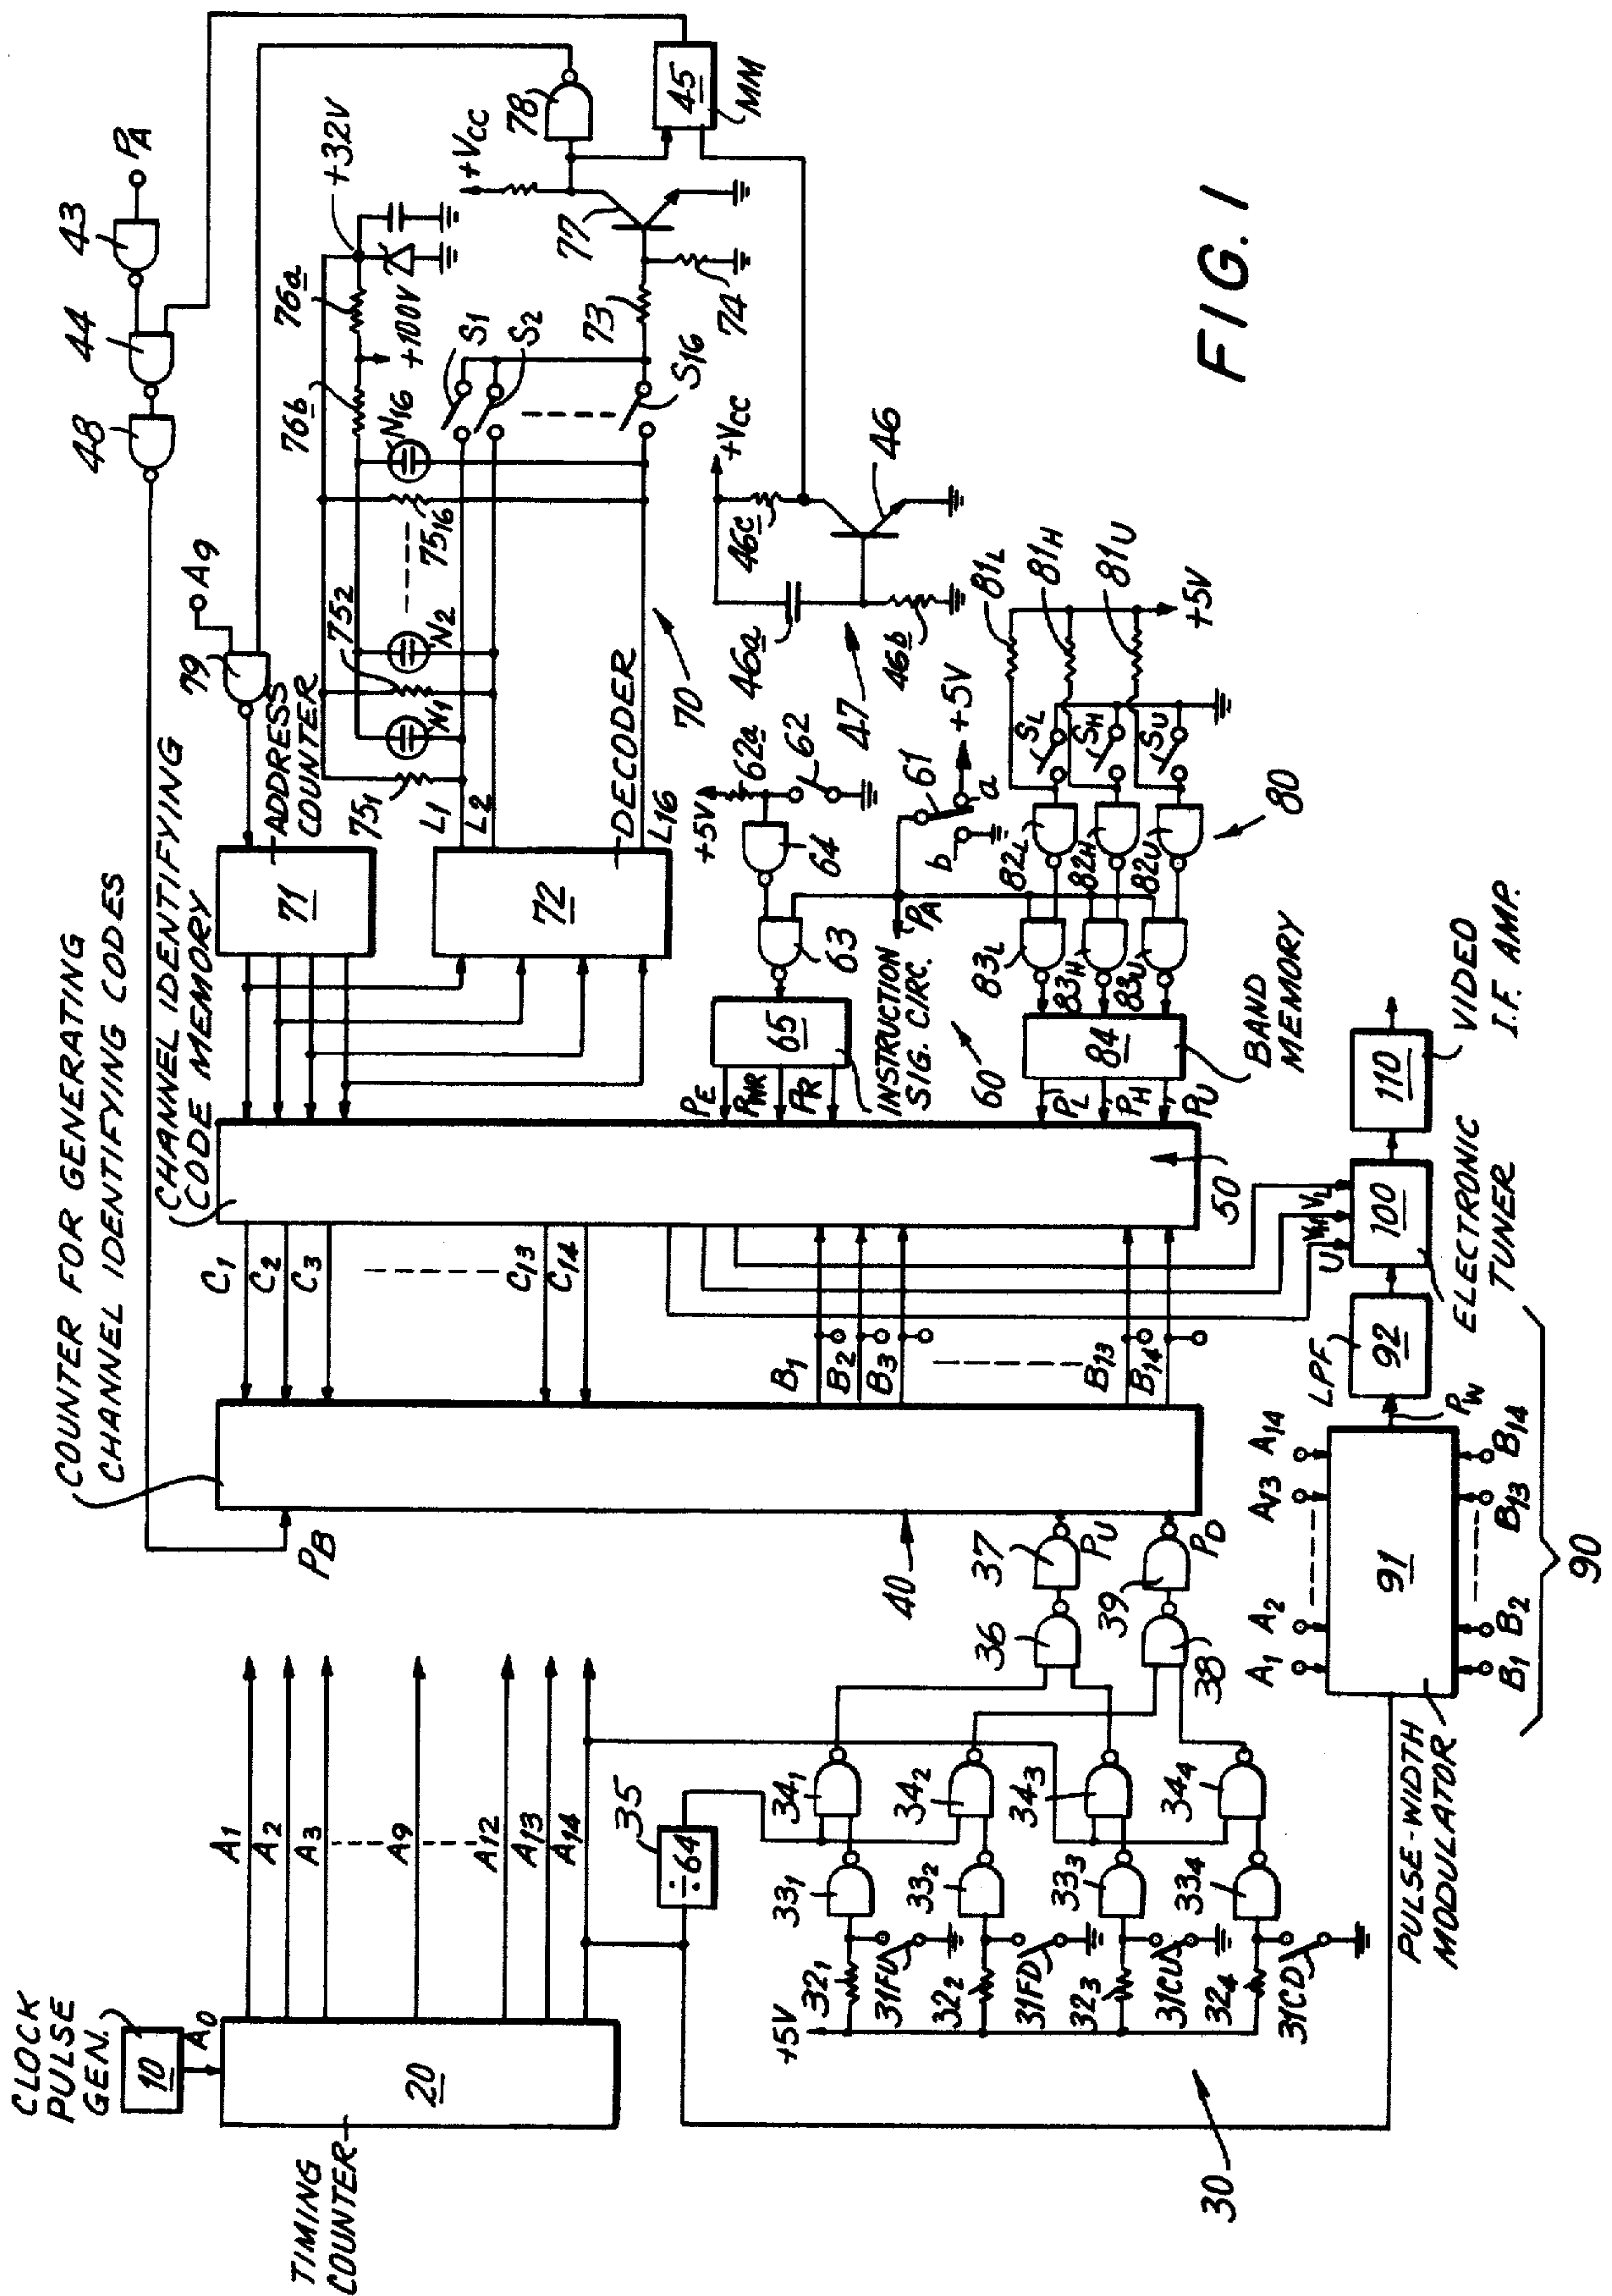 CLOCK
PULSE
GEN.
10
A0
TIMING
COUNTER
20
A1
A2
A3
A9
A12
A13
A14
35
÷64
+5V
321
322
323
324
31FU
31FD
31CU
31CD
331
332
333
334
341
342
343
344
30
36
37
38
39
PU
PD
40
PB
COUNTER FOR GENERATING
CHANNEL IDENTIFYING CODES
C1
C2
C3
C13
C14
B1
B2
B3
B13
B14
CHANNEL IDENTIFYING
CODE MEMORY
50
PE
PWR
PR
PL
PH
PU
71
ADDRESS
COUNTER
72
DECODER
L1
L2
L16
79
A9
48
44
43
PA
751
752
7516
N1
N2
N16
76b
76a
+100V
+32V
S1
S2
S16
73
74
77
+VCC
78
45
MM
70
+VCC
46a
46b
46c
46
47
+5V
62a
62
64
63
65
INSTRUCTION
SIG. CIRC.
PA
61
a
b
+5V
60
81L
81H
81U
+5V
SL
SH
SU
82L
82H
82U
83L
83H
83U
80
84
BAND
MEMORY
PULSE-WIDTH
MODULATOR
91
A1
A2
A13
A14
B1
B2
B13
B14
PW
LPF
92
90
U
VH
VL
100
ELECTRONIC
TUNER
110
VIDEO
I.F. AMP.
FIG. 1